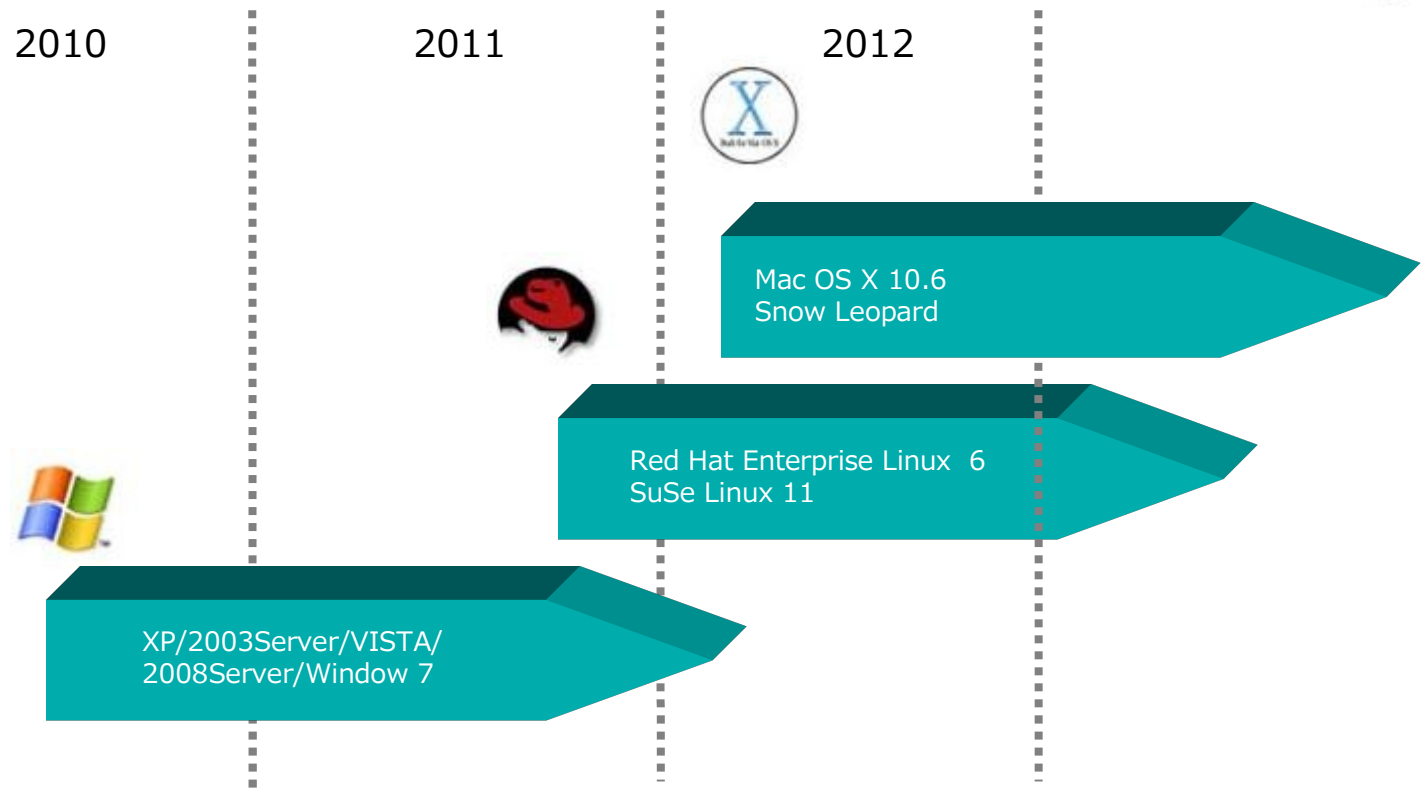 2010
2011
2012
X
Mac OS X 10.6
Snow Leopard
Red Hat Enterprise Linux 6
SuSe Linux 11
XP/2003Server/VISTA/
2008Server/Window 7